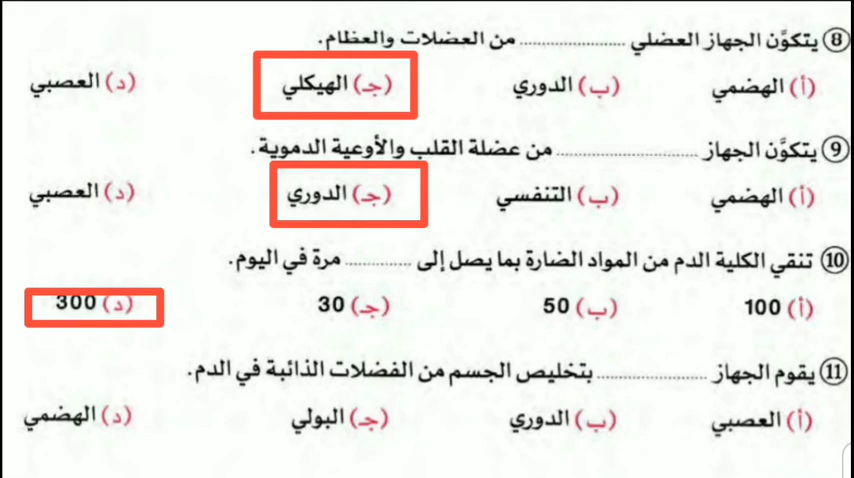 ⑧ يتكوَّن الجهاز العضلي .................... من العضلات والعظام.
(أ) الهضمي (ب) الدوري (جـ) الهيكلي (د) العصبي
⑨ يتكوَّن الجهاز .................... من عضلة القلب والأوعية الدموية.
(أ) الهضمي (ب) التنفسي (جـ) الدوري (د) العصبي
⑩ تنقي الكلية الدم من المواد الضارة بما يصل إلى ............ مرة في اليوم.
(أ) 100 (ب) 50 (جـ) 30 (د) 300
⑪ يقوم الجهاز .................... بتخليص الجسم من الفضلات الذائبة في الدم.
(أ) العصبي (ب) الدوري (جـ) البولي (د) الهضمي